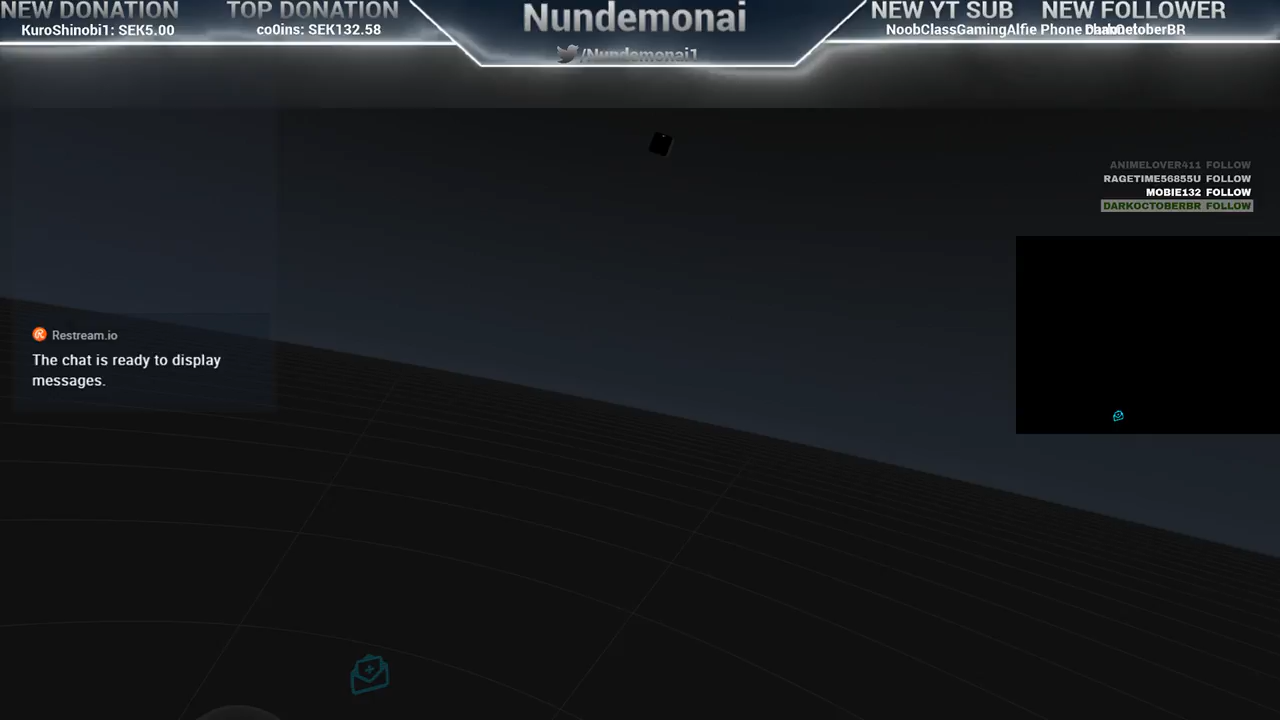 NEW DONATION
KuroShinobi1: SEK5.00
TOP DONATION
co0ins: SEK132.58
Nundemonai
/Nundemonai1
NEW YT SUB
NoobClassGamingAlfie Phone
NEW FOLLOWER
DarkOctoberBR
ANIMELOVER411 FOLLOW
RAGETIME56855U FOLLOW
MOBIE132 FOLLOW
DARKOCTOBERBR FOLLOW
Restream.io
The chat is ready to display
messages.